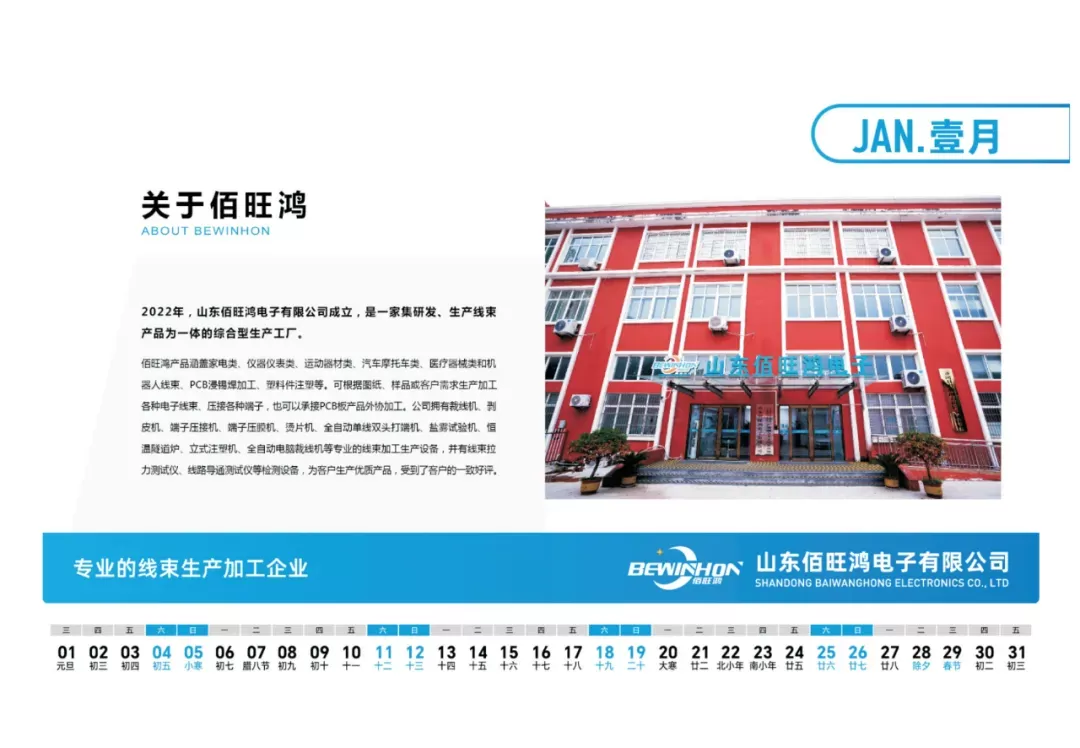 JAN.壹月
关于佰旺鸿
ABOUT BEWINHON
2022年，山东佰旺鸿电子有限公司成立，是一家集研发、生产线束
产品为一体的综合型生产工厂。
佰旺鸿产品涵盖家电类、仪器仪表类、运动器材类、汽车摩托车类、医疗器械类和机
器人线束、PCB浸锡焊加工、塑料件注塑等。可根据图纸、样品或客户需求生产加工
各种电子线束、压接各种端子，也可以承接PCB板产品外协加工。公司拥有裁线机、剥
皮机、端子压接机、端子压膜机、烫片机、全自动单线双头打端机、盐雾试验机、恒
温隧道炉、立式注塑机、全自动电脑裁线机等专业的线束加工生产设备，并有线束拉
力测试仪、线路导通测试仪等检测设备，为客户生产优质产品，受到了客户的一致好评。
BEWINHON 山东佰旺鸿电子
专业的线束生产加工企业
BEWINHON
佰旺鸿
山东佰旺鸿电子有限公司
SHANDONG BAIWANGHONG ELECTRONICS CO., LTD
三 四 五 六 日 一 二 三 四 五 六 日 一 二 三 四 五 六 日 一 二 三 四 五 六 日 一 二 三 四 五
01 02 03 04 05 06 07 08 09 10 11 12 13 14 15 16 17 18 19 20 21 22 23 24 25 26 27 28 29 30 31
元旦 初三 初四 初五 小寒 初七 腊八节 初九 初十 十一 十二 十三 十四 十五 十六 十七 十八 十九 二十 大寒 廿二 北小年 南小年 廿五 廿六 廿七 廿八 除夕 春节 初二 初三